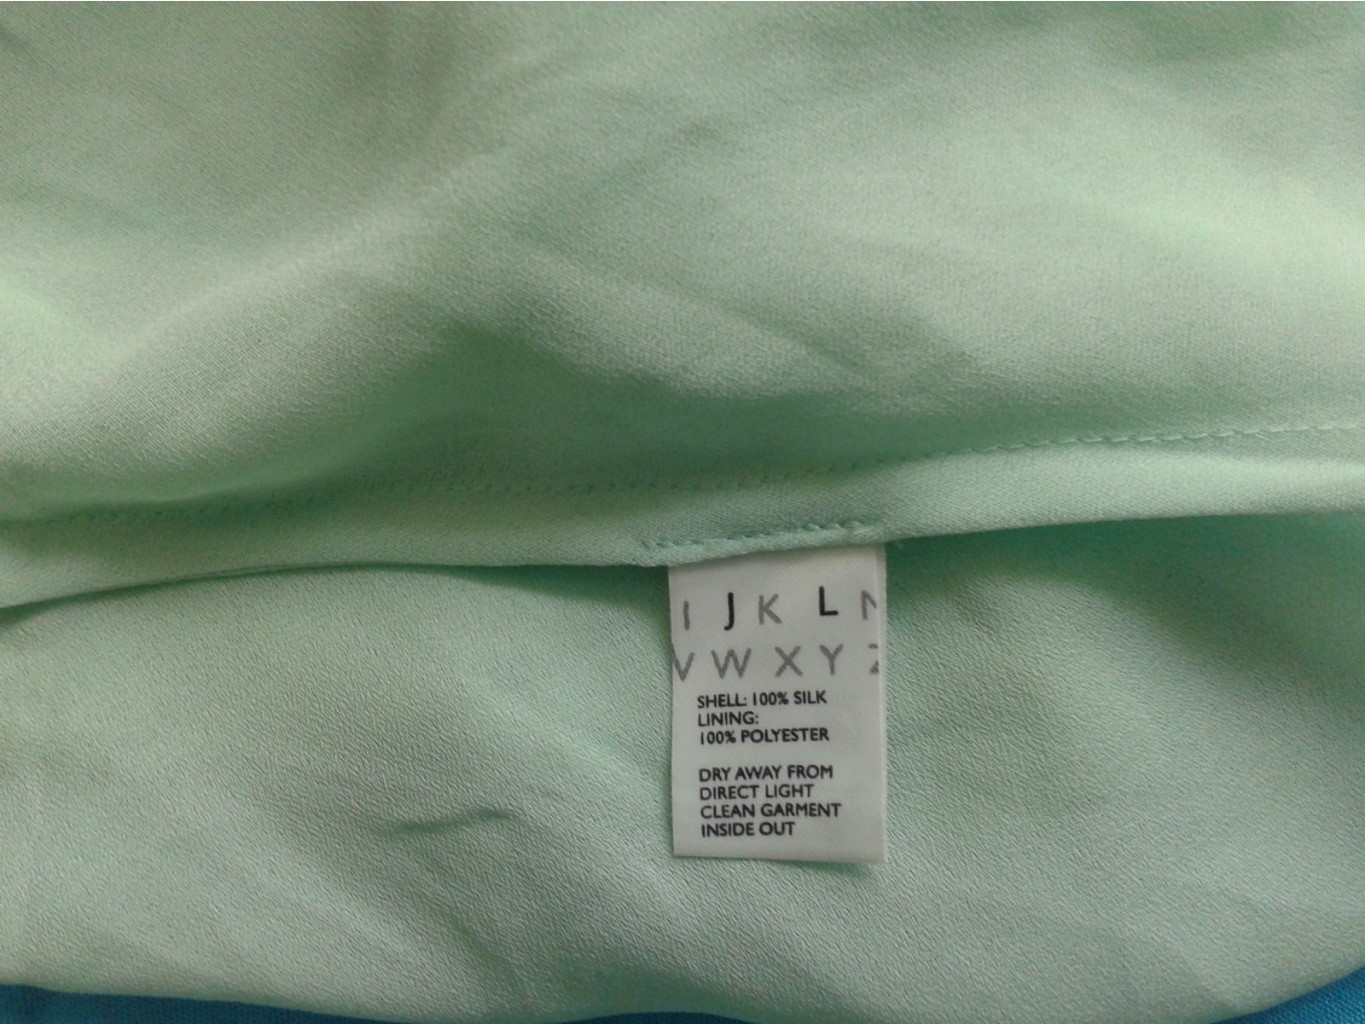 I J K L N
V W X Y Z
SHELL: 100% SILK
LINING:
100% POLYESTER
DRY AWAY FROM
DIRECT LIGHT
CLEAN GARMENT
INSIDE OUT